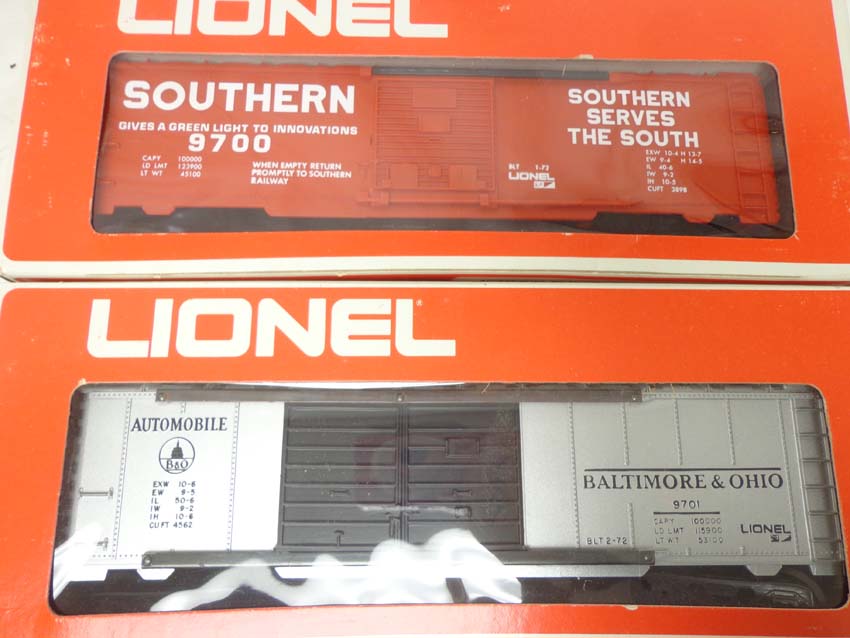 LIONEL
SOUTHERN
GIVES A GREEN LIGHT TO INNOVATIONS
9700
CAPY 100000
LD LMT 123900
LT WT 45100
WHEN EMPTY RETURN
PROMPTLY TO SOUTHERN
RAILWAY
BLT 1-72
LIONEL
SOUTHERN
SERVES
THE SOUTH
EXW 10-4 H 13-7
EW 9-4 H 14-5
IL 40-6
IW 9-2
IH 10-5
CUFT 3898
LIONEL
AUTOMOBILE
B&O
EXW 10-6
EW 9-5
IL 50-6
IW 9-2
IH 10-6
CU FT 4562
BALTIMORE & OHIO
9701
CAPY 100000
LD LMT 115900
LT WT 53100
BLT 2-72
LIONEL